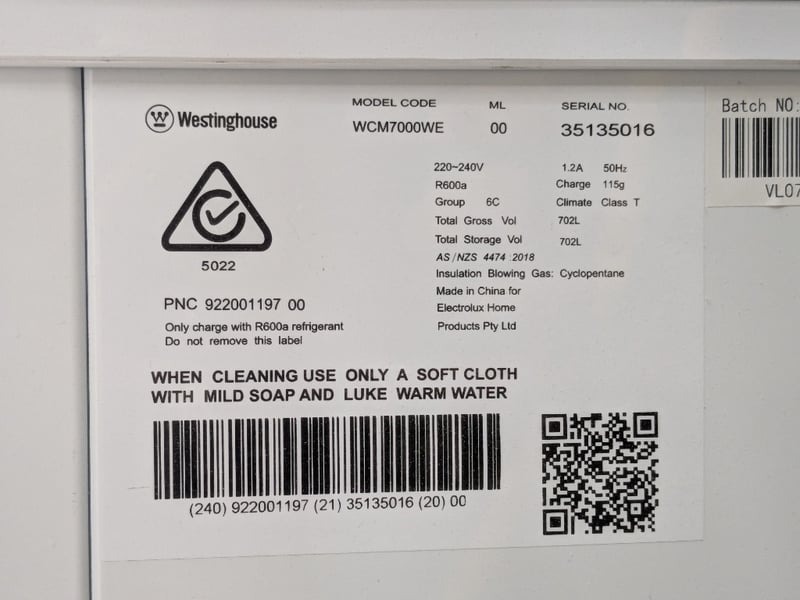 Westinghouse
MODEL CODE ML SERIAL NO.
WCM7000WE 00 35135016
220~240V 1.2A 50Hz
R600a Charge 115g
Group 6C Climate Class T
Total Gross Vol 702L
Total Storage Vol 702L
AS/NZS 4474:2018
Insulation Blowing Gas: Cyclopentane
Made in China for
Electrolux Home
Products Pty Ltd
5022
PNC 922001197 00
Only charge with R600a refrigerant
Do not remove this label
WHEN CLEANING USE ONLY A SOFT CLOTH
WITH MILD SOAP AND LUKE WARM WATER
(240) 922001197 (21) 35135016 (20) 00
Batch NO:
VL07